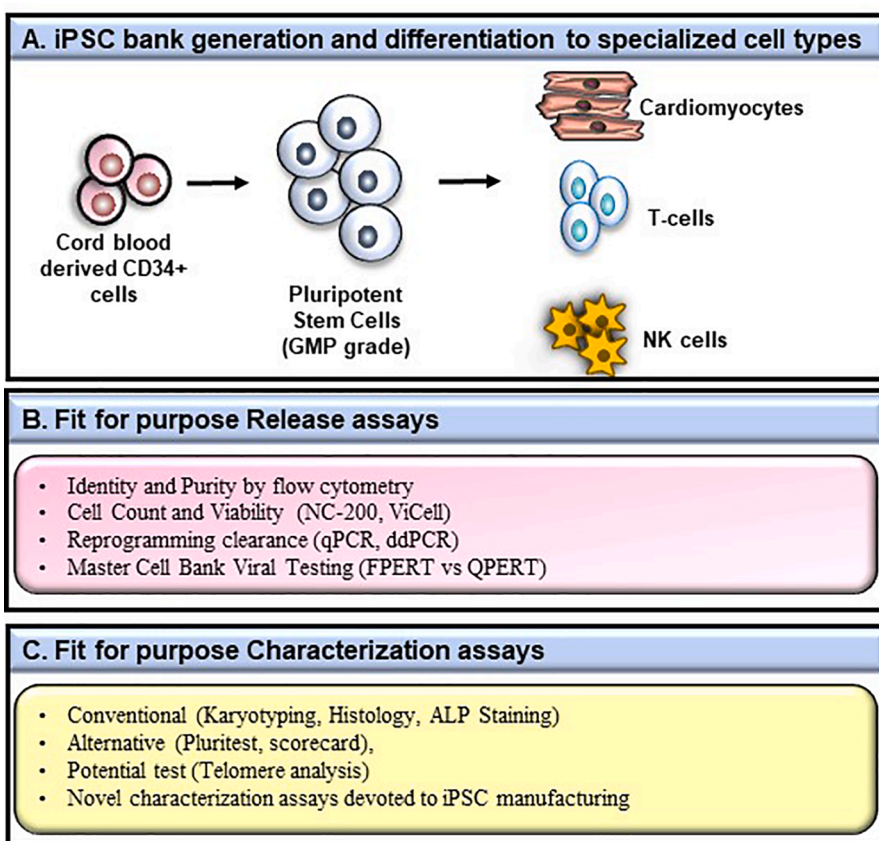 A. iPSC bank generation and differentiation to specialized cell types
Cord blood
derived CD34+
cells
Pluripotent
Stem Cells
(GMP grade)
Cardiomyocytes
T-cells
NK cells
B. Fit for purpose Release assays
• Identity and Purity by flow cytometry
• Cell Count and Viability (NC-200, ViCell)
• Reprogramming clearance (qPCR, ddPCR)
• Master Cell Bank Viral Testing (FPERT vs QPERT)
C. Fit for purpose Characterization assays
• Conventional (Karyotyping, Histology, ALP Staining)
• Alternative (Pluritest, scorecard),
• Potential test (Telomere analysis)
• Novel characterization assays devoted to iPSC manufacturing